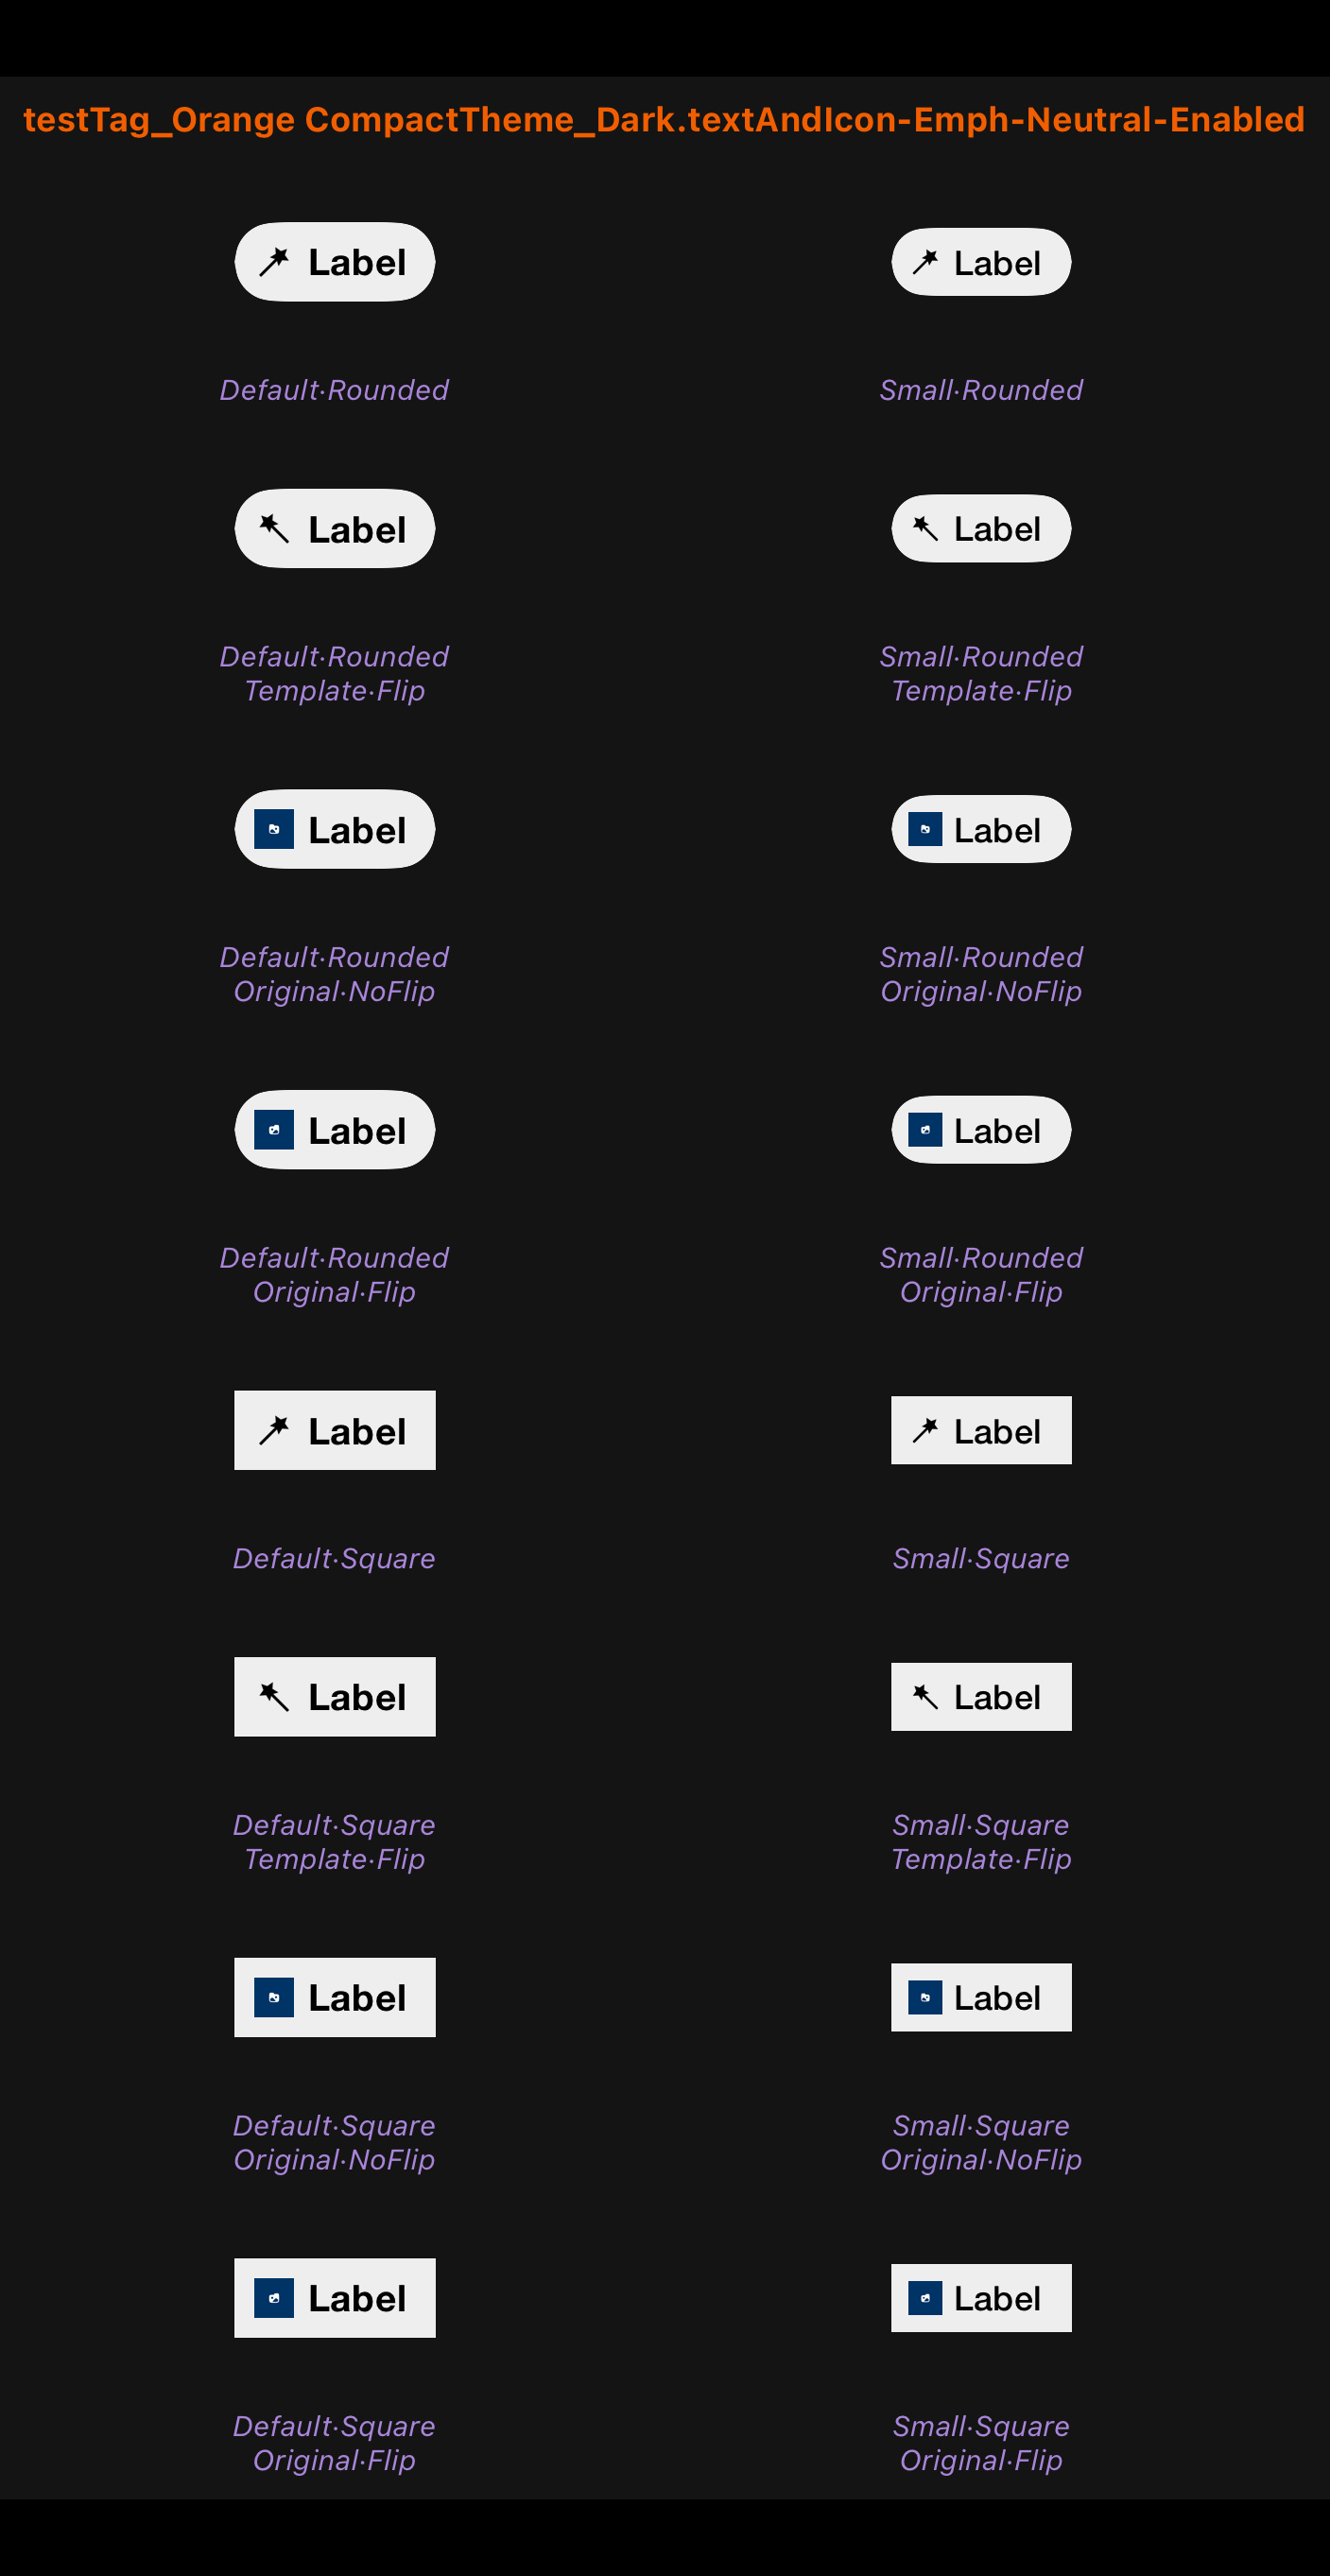 testTag_Orange CompactTheme_Dark.textAndIcon-Emph-Neutral-Enabled
Label
Label
Default·Rounded
Small·Rounded
Label
Label
Default·Rounded
Template·Flip
Small·Rounded
Template·Flip
Label
Label
Default·Rounded
Original·NoFlip
Small·Rounded
Original·NoFlip
Label
Label
Default·Rounded
Original·Flip
Small·Rounded
Original·Flip
Label
Label
Default·Square
Small·Square
Label
Label
Default·Square
Template·Flip
Small·Square
Template·Flip
Label
Label
Default·Square
Original·NoFlip
Small·Square
Original·NoFlip
Label
Label
Default·Square
Original·Flip
Small·Square
Original·Flip